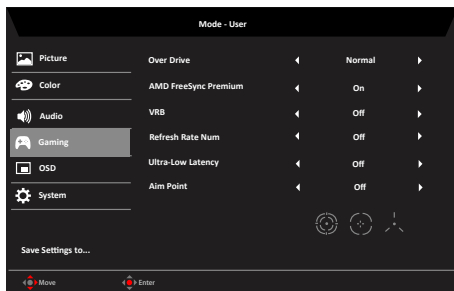 Mode - User
Picture
Over Drive Normal
Color
AMD FreeSync Premium On
Audio
VRB Off
Gaming
Refresh Rate Num Off
OSD
Ultra-Low Latency Off
System
Aim Point Off
Save Settings to...
Move Enter